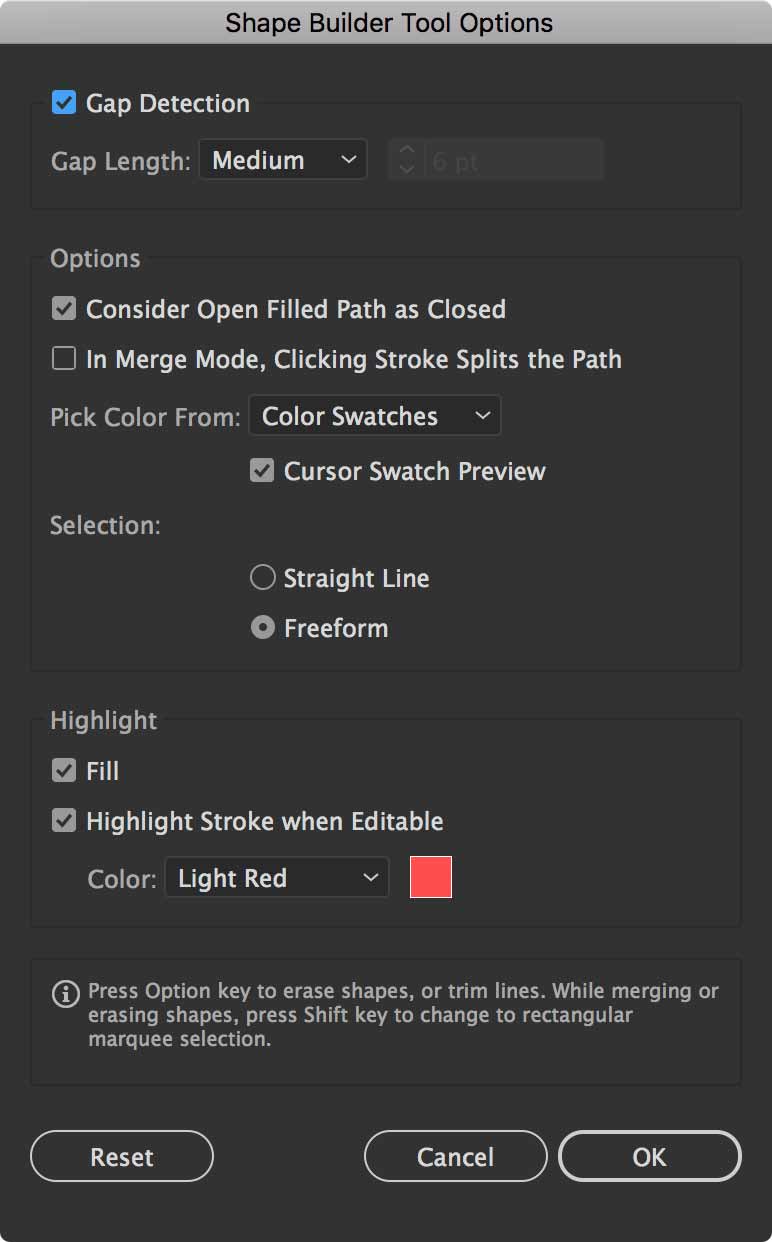 Shape Builder Tool Options
Gap Detection
Gap Length: Medium 6 pt
Options
Consider Open Filled Path as Closed
In Merge Mode, Clicking Stroke Splits the Path
Pick Color From: Color Swatches
Cursor Swatch Preview
Selection:
Straight Line
Freeform
Highlight
Fill
Highlight Stroke when Editable
Color: Light Red
Press Option key to erase shapes, or trim lines. While merging or
erasing shapes, press Shift key to change to rectangular
marquee selection.
Reset Cancel OK